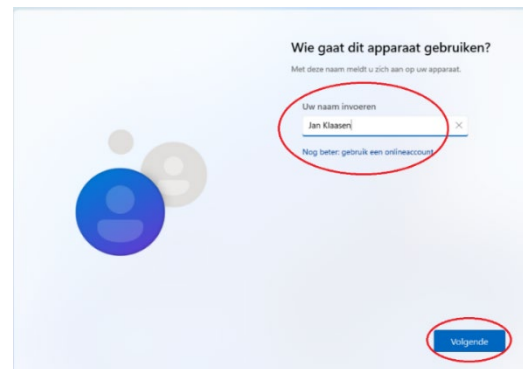 Wie gaat dit apparaat gebruiken?
Met deze naam meldt u zich aan op uw apparaat.
Uw naam invoeren
Jan Klaasen
Nog beter: gebruik een onlineaccount
Volgende